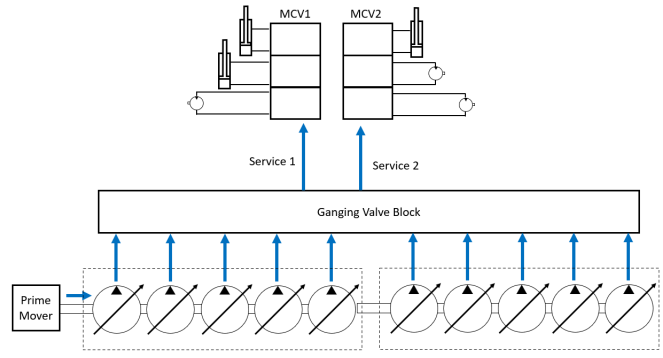 MCV1
MCV2
Service 1
Service 2
Ganging Valve Block
Prime
Mover